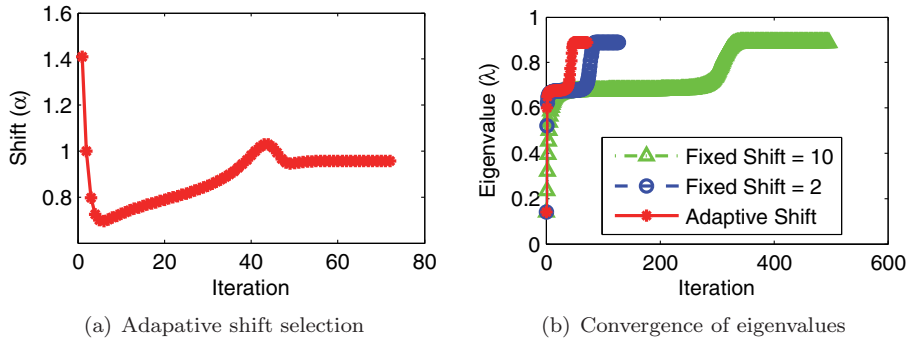 1.6
1.4
1.2
1
0.8
Shift (α)
0
20
40
60
80
Iteration
(a) Adapative shift selection
1
0.8
0.6
0.4
0.2
0
Eigenvalue (λ)
0
200
400
600
Iteration
Fixed Shift = 10
Fixed Shift = 2
Adaptive Shift
(b) Convergence of eigenvalues